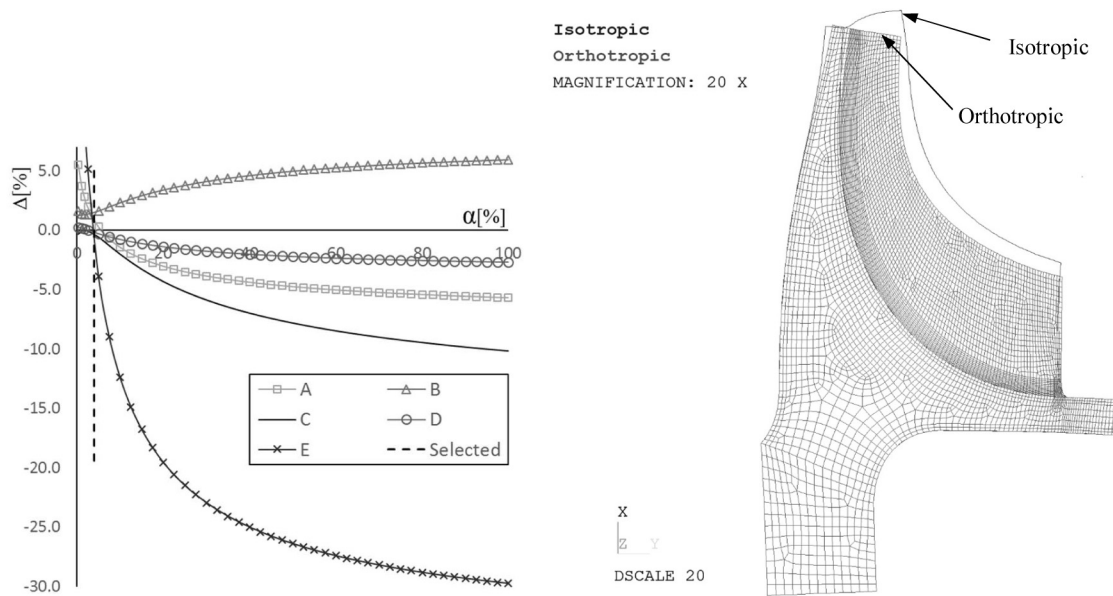 Δ[%]
5.0
0.0
-5.0
-10.0
-15.0
-20.0
-25.0
-30.0
α[%]
0
20
40
60
80
100
A
B
C
D
E
Selected
Isotropic
Orthotropic
MAGNIFICATION: 20 X
Isotropic
Orthotropic
X
Z Y
DSCALE 20